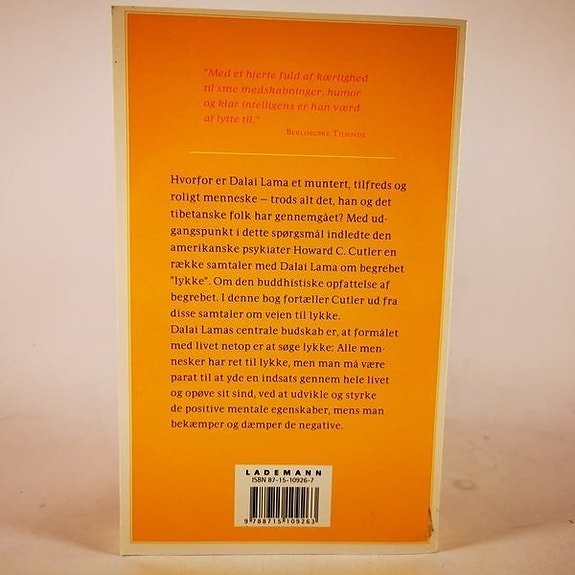 "Med et hjerte fuld af kærlighed
til sine medskabninger, humor
og klar intelligens er han værd
at lytte til."
BERLINGSKE TIDENDE
Hvorfor er Dalai Lama et muntert, tilfreds og
roligt menneske – trods alt det, han og det
tibetanske folk har gennemgået? Med ud-
gangspunkt i dette spørgsmål indledte den
amerikanske psykiater Howard C. Cutler en
række samtaler med Dalai Lama om begrebet
"lykke". Om den buddhistiske opfattelse af
begrebet. I denne bog fortæller Cutler ud fra
disse samtaler om vejen til lykke.
Dalai Lamas centrale budskab er, at formålet
med livet netop er at søge lykke: Alle men-
nesker har ret til lykke, men man må være
parat til at yde en indsats gennem hele livet
og opøve sit sind, ved at udvikle og styrke
de positive mentale egenskaber, mens man
bekæmper og dæmper de negative.
LADEMANN
ISBN 87-15-10926-7
9 788715 109263